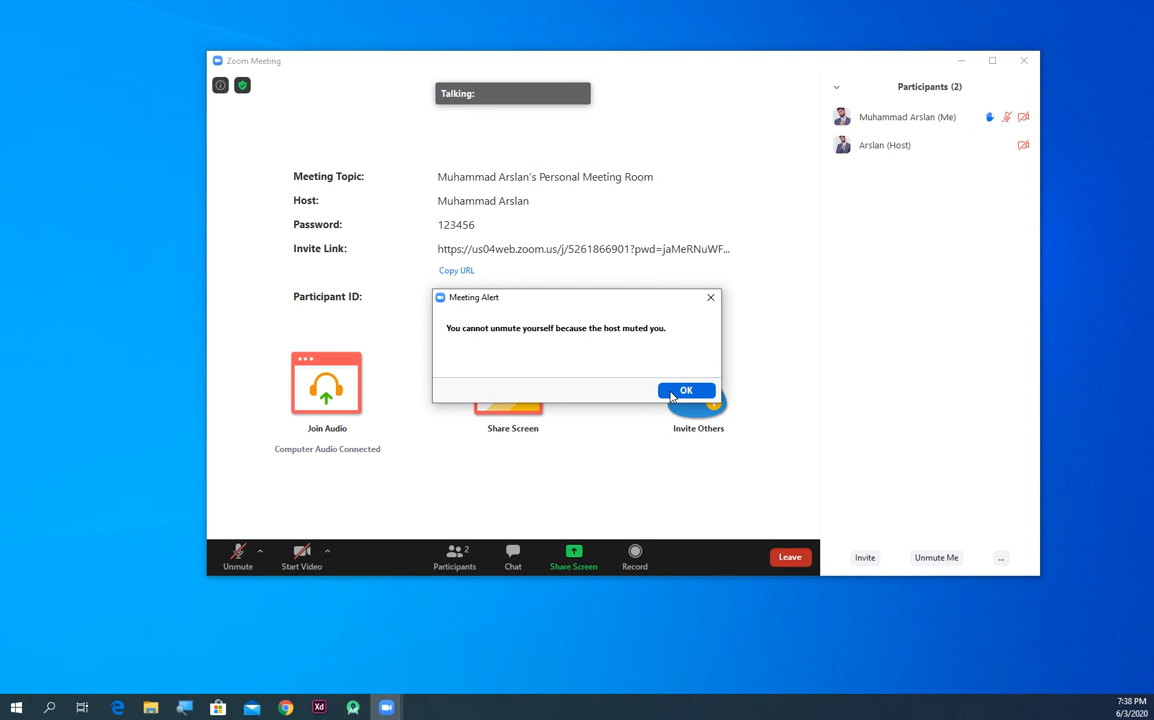 Zoom Meeting
Talking:
Participants (2)
Muhammad Arslan (Me)
Arslan (Host)
Meeting Topic: Muhammad Arslan's Personal Meeting Room
Host: Muhammad Arslan
Password: 123456
Invite Link: https://us04web.zoom.us/j/5261866901?pwd=jaMeRNuWF...
Copy URL
Participant ID:
Meeting Alert
You cannot unmute yourself because the host muted you.
OK
Join Audio
Share Screen
Invite Others
Computer Audio Connected
Unmute
Start Video
2
Participants
Chat
Share Screen
Record
Leave
Invite
Unmute Me
...
Xd
7:38 PM
6/3/2020